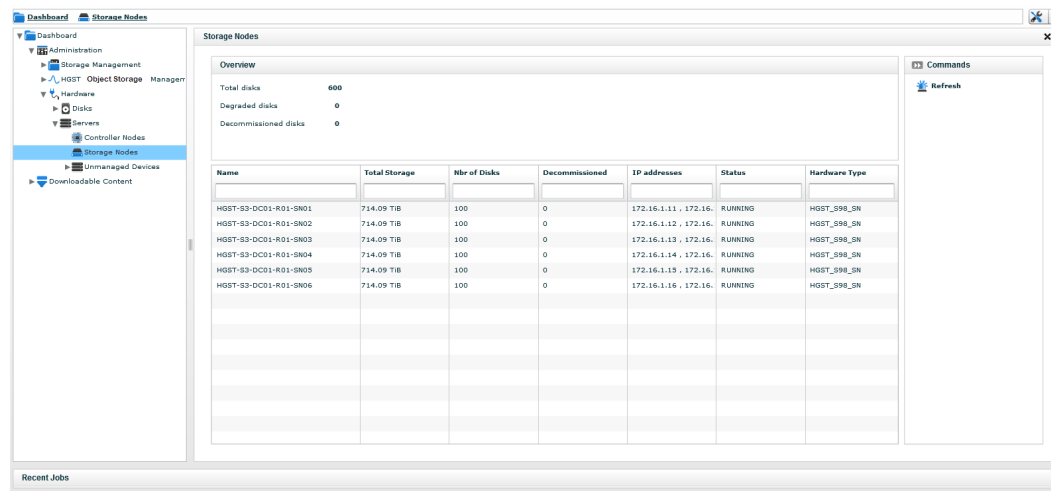 Dashboard Storage Nodes
Dashboard
Administration
Storage Management
HGST Object Storage Managem
Hardware
Disks
Servers
Controller Nodes
Storage Nodes
Unmanaged Devices
Downloadable Content
Storage Nodes
Overview
Total disks 600
Degraded disks 0
Decommissioned disks 0
Commands
Refresh
Name Total Storage Nbr of Disks Decommissioned IP addresses Status Hardware Type
HGST-S3-DC01-R01-SN01 714.09 TiB 100 0 172.16.1.11 , 172.16. RUNNING HGST_S98_SN
HGST-S3-DC01-R01-SN02 714.09 TiB 100 0 172.16.1.12 , 172.16. RUNNING HGST_S98_SN
HGST-S3-DC01-R01-SN03 714.09 TiB 100 0 172.16.1.13 , 172.16. RUNNING HGST_S98_SN
HGST-S3-DC01-R01-SN04 714.09 TiB 100 0 172.16.1.14 , 172.16. RUNNING HGST_S98_SN
HGST-S3-DC01-R01-SN05 714.09 TiB 100 0 172.16.1.15 , 172.16. RUNNING HGST_S98_SN
HGST-S3-DC01-R01-SN06 714.09 TiB 100 0 172.16.1.16 , 172.16. RUNNING HGST_S98_SN
Recent Jobs